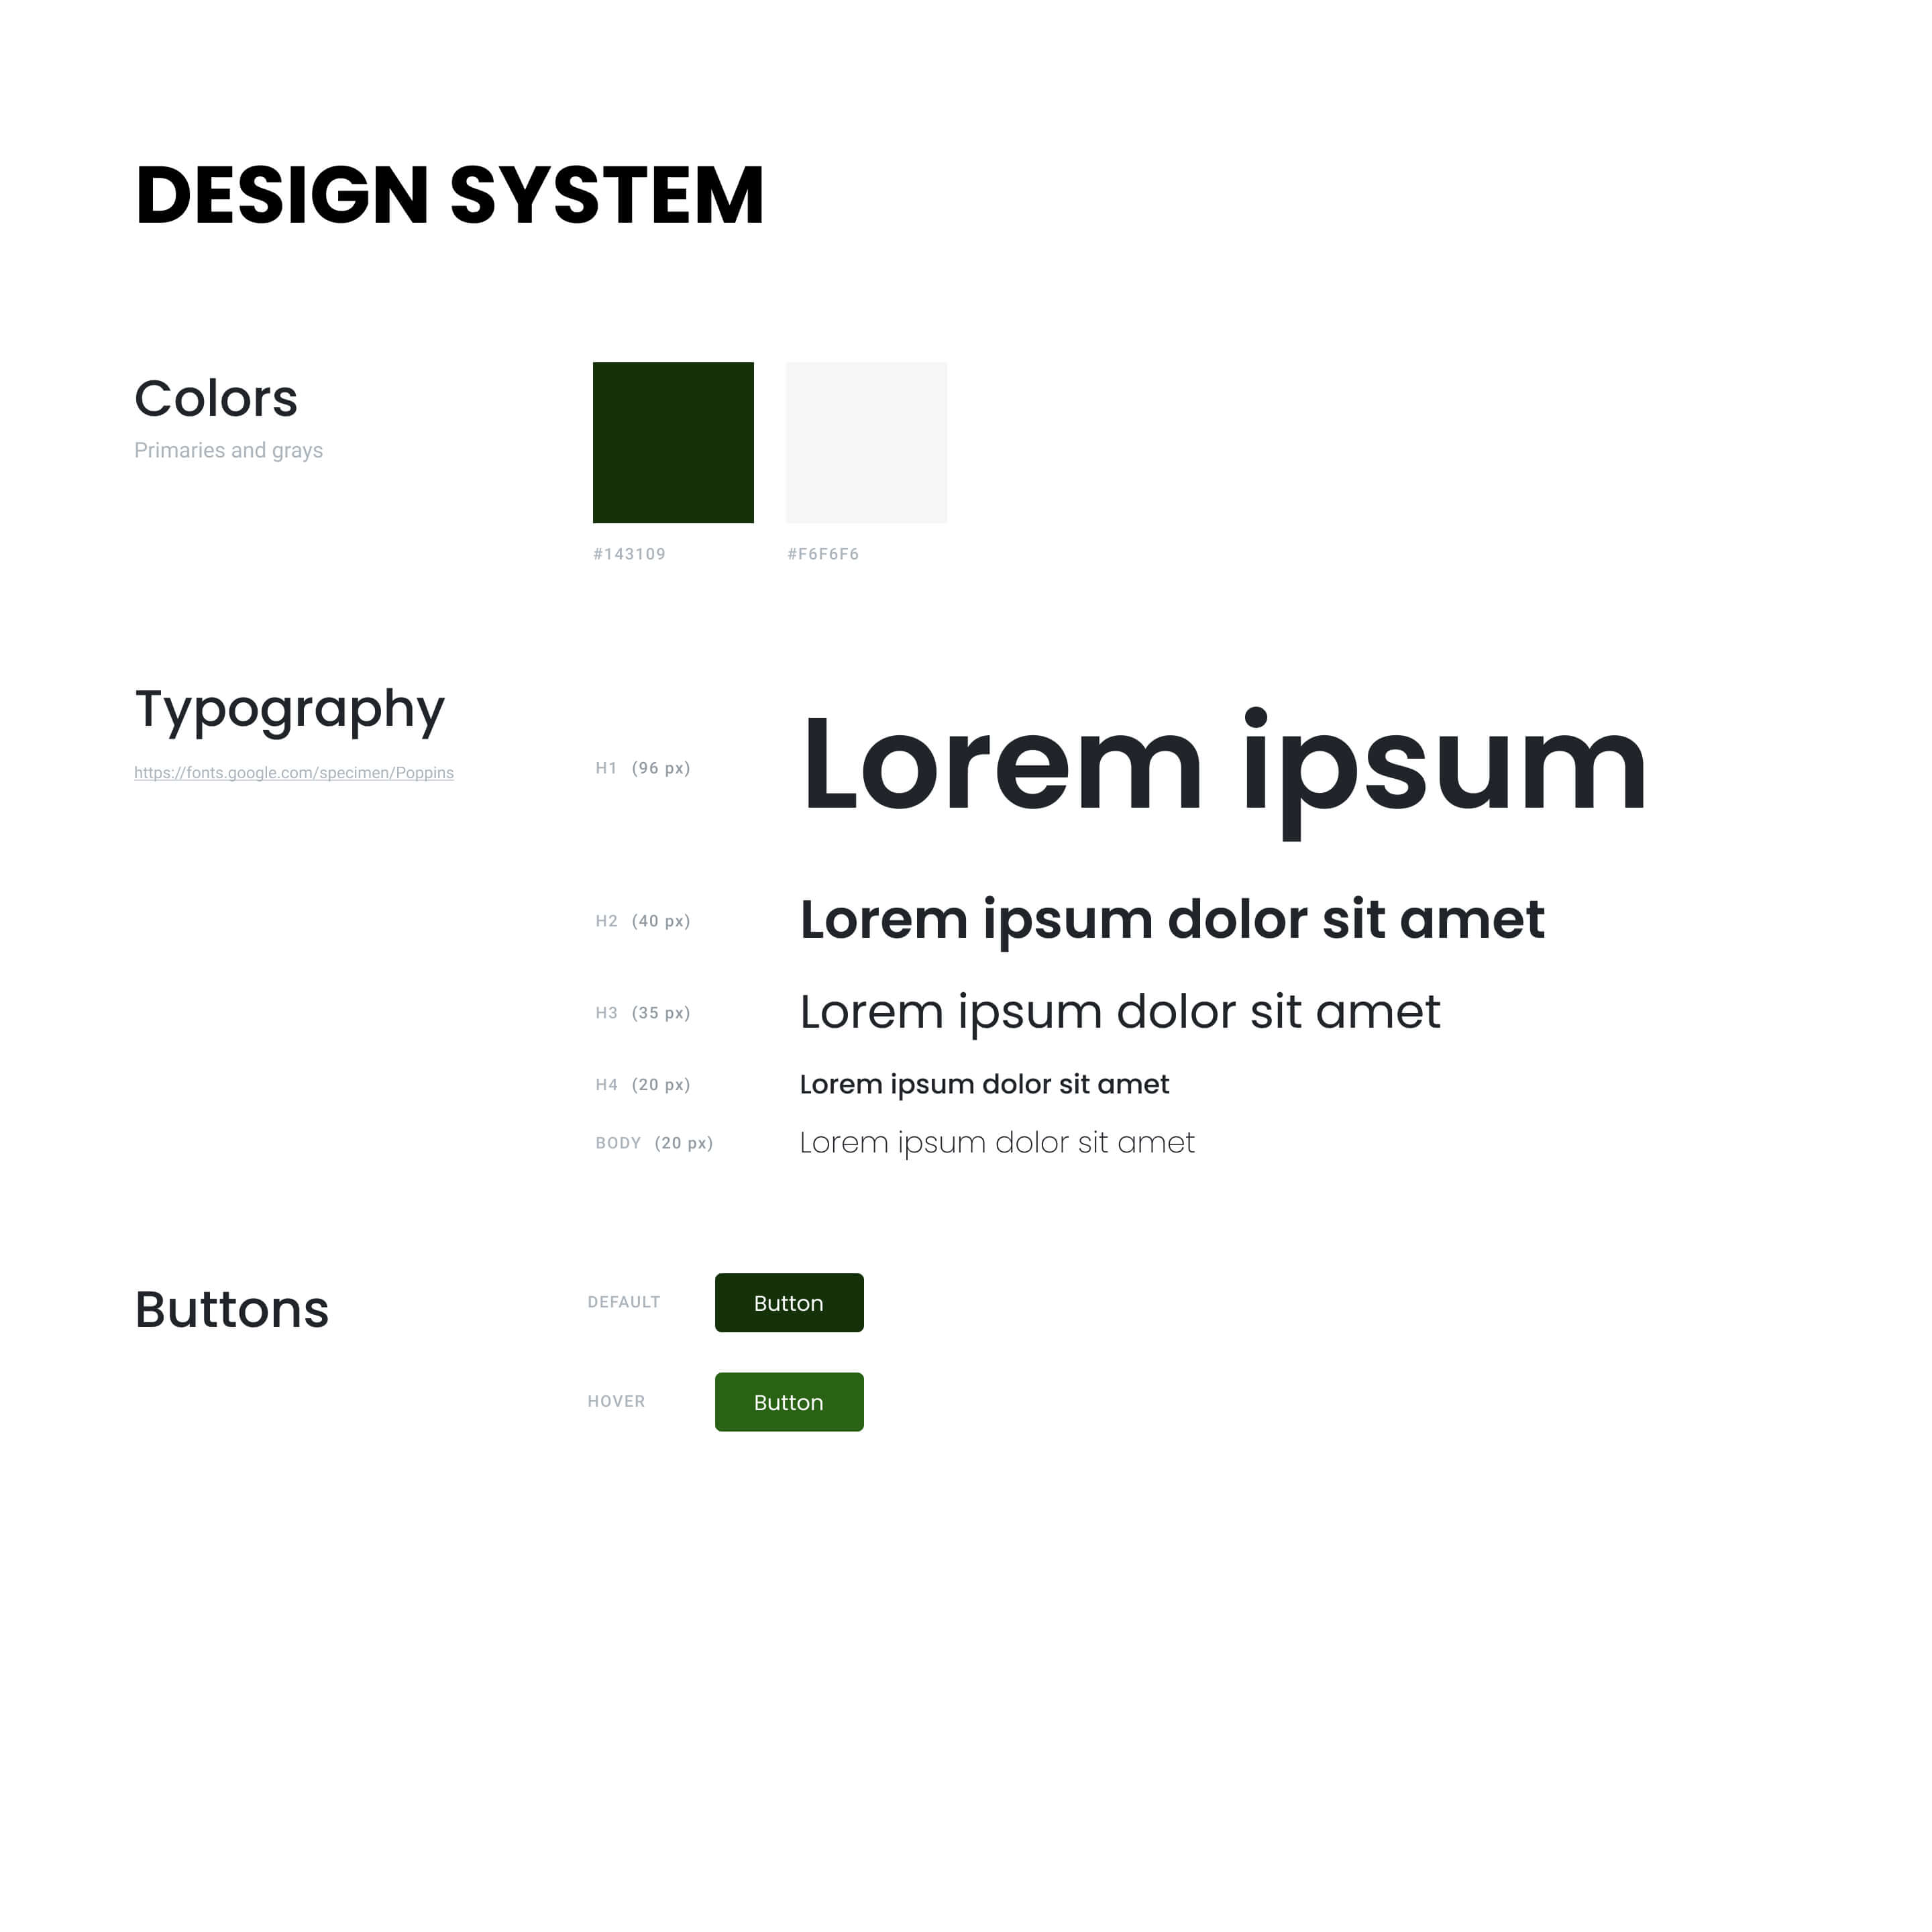 DESIGN SYSTEM
Colors
Primaries and grays
#143109
#F6F6F6
Typography
https://fonts.google.com/specimen/Poppins
H1 (96 px)
Lorem ipsum
H2 (40 px)
Lorem ipsum dolor sit amet
H3 (35 px)
Lorem ipsum dolor sit amet
H4 (20 px)
Lorem ipsum dolor sit amet
BODY (20 px)
Lorem ipsum dolor sit amet
Buttons
DEFAULT
Button
HOVER
Button